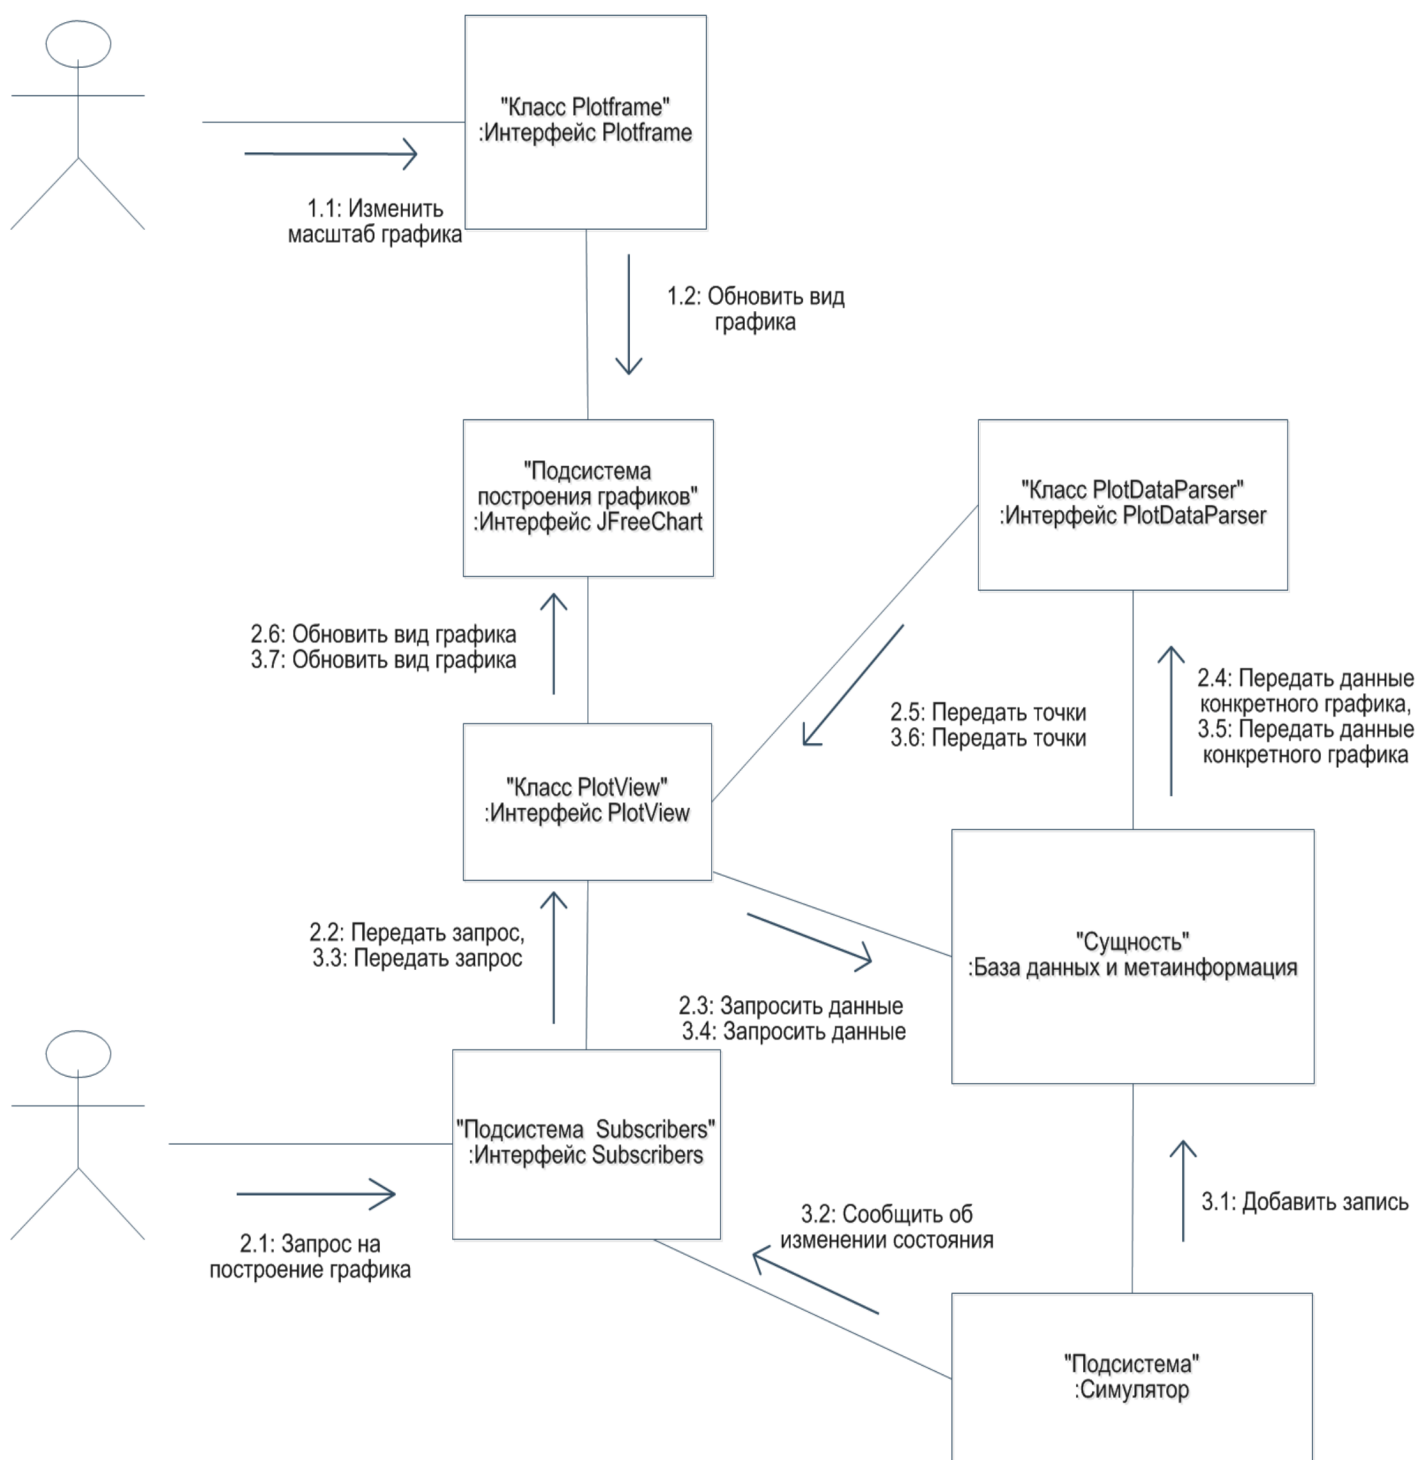 "Класс Plotframe"
:Интерфейс Plotframe
1.1: Изменить
масштаб графика
1.2: Обновить вид
графика
"Подсистема
построения графиков"
:Интерфейс JFreeChart
"Класс PlotDataParser"
:Интерфейс PlotDataParser
2.6: Обновить вид графика
3.7: Обновить вид графика
2.4: Передать данные
конкретного графика,
3.5: Передать данные
конкретного графика
2.5: Передать точки
3.6: Передать точки
"Класс PlotView"
:Интерфейс PlotView
2.2: Передать запрос,
3.3: Передать запрос
"Сущность"
:База данных и метаинформация
2.3: Запросить данные
3.4: Запросить данные
"Подсистема  Subscribers"
:Интерфейс Subscribers
3.1: Добавить запись
3.2: Сообщить об
изменении состояния
2.1: Запрос на
построение графика
"Подсистема"
:Симулятор